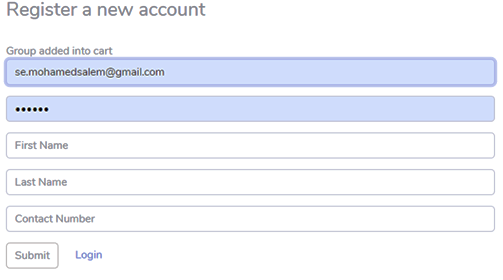 Register a new account
Group added into cart
se.mohamedsalem@gmail.com
••••••
First Name
Last Name
Contact Number
Submit Login